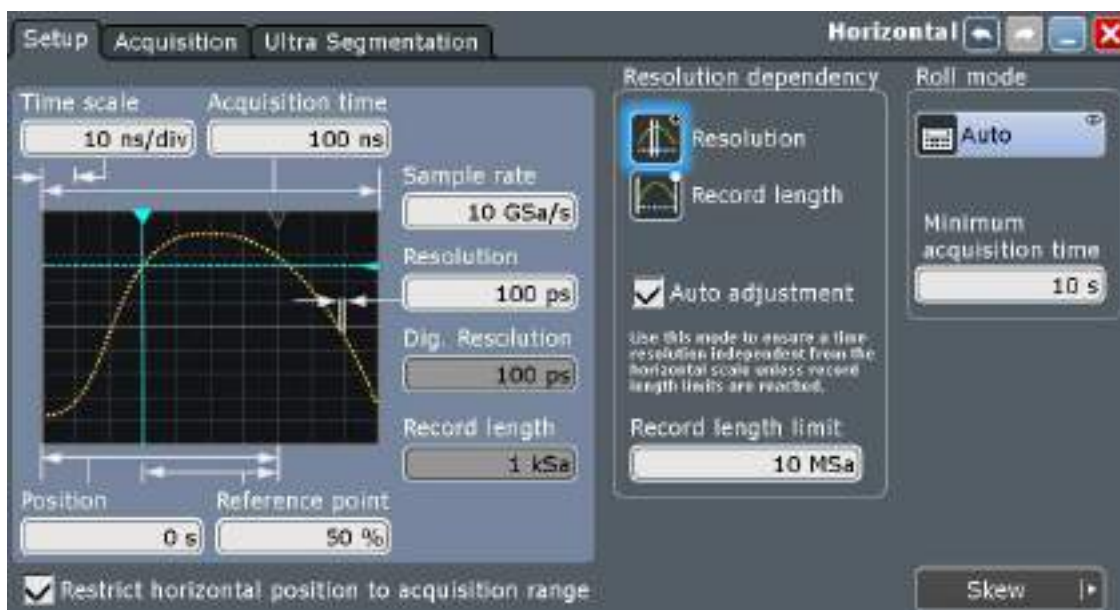 Setup
Acquisition
Ultra Segmentation
Horizontal
Time scale
10 ns/div
Acquisition time
100 ns
Sample rate
10 GSa/s
Resolution
100 ps
Dig. Resolution
100 ps
Record length
1 kSa
Position
0 s
Reference point
50 %
Restrict horizontal position to acquisition range
Resolution dependency
Resolution
Record length
Auto adjustment
Use this mode to ensure a time
resolution independent from the
horizontal scale unless record
length limits are reached.
Record length limit
10 MSa
Roll mode
Auto
Minimum
acquisition time
10 s
Skew